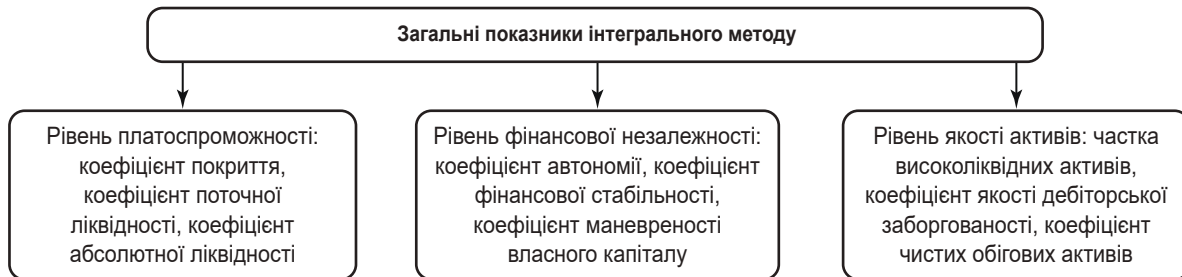 Загальні показники інтегрального методу
Рівень платоспроможності:
коефіцієнт покриття,
коефіцієнт поточної
ліквідності, коефіцієнт
абсолютної ліквідності
Рівень фінансової незалежності:
коефіцієнт автономії, коефіцієнт
фінансової стабільності,
коефіцієнт маневреності
власного капіталу
Рівень якості активів: частка
високоліквідних активів,
коефіцієнт якості дебіторської
заборгованості, коефіцієнт
чистих обігових активів